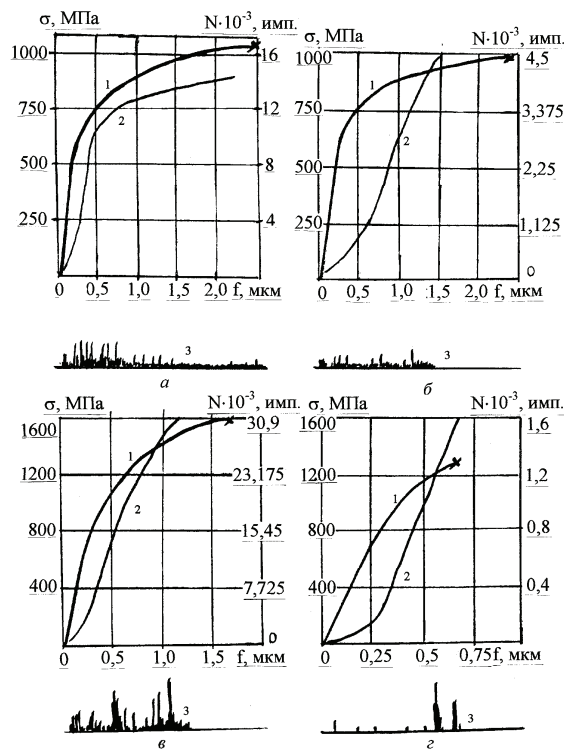 σ, МПа N·10⁻³, имп.
1000 16
1
750 12
2
500 8
250 4
0 0,5 1,0 1,5 2,0 f, мкм
3
а
σ, МПа N·10⁻³, имп.
1000 4,5
1
750 3,375
2
500 2,25
250 1,125
0
0 0,5 1,0 1,5 2,0 f, мкм
3
б
σ, МПа N·10⁻³, имп.
1600 30,9
1
1200 23,175
2
800 15,45
400 7,725
0
0 0,5 1,0 1,5 f, мкм
3
в
σ, МПа N·10⁻³, имп.
1600 1,6
1200 1,2
1
800 0,8
2
400 0,4
0 0,25 0,5 0,75 f, мкм
3
г